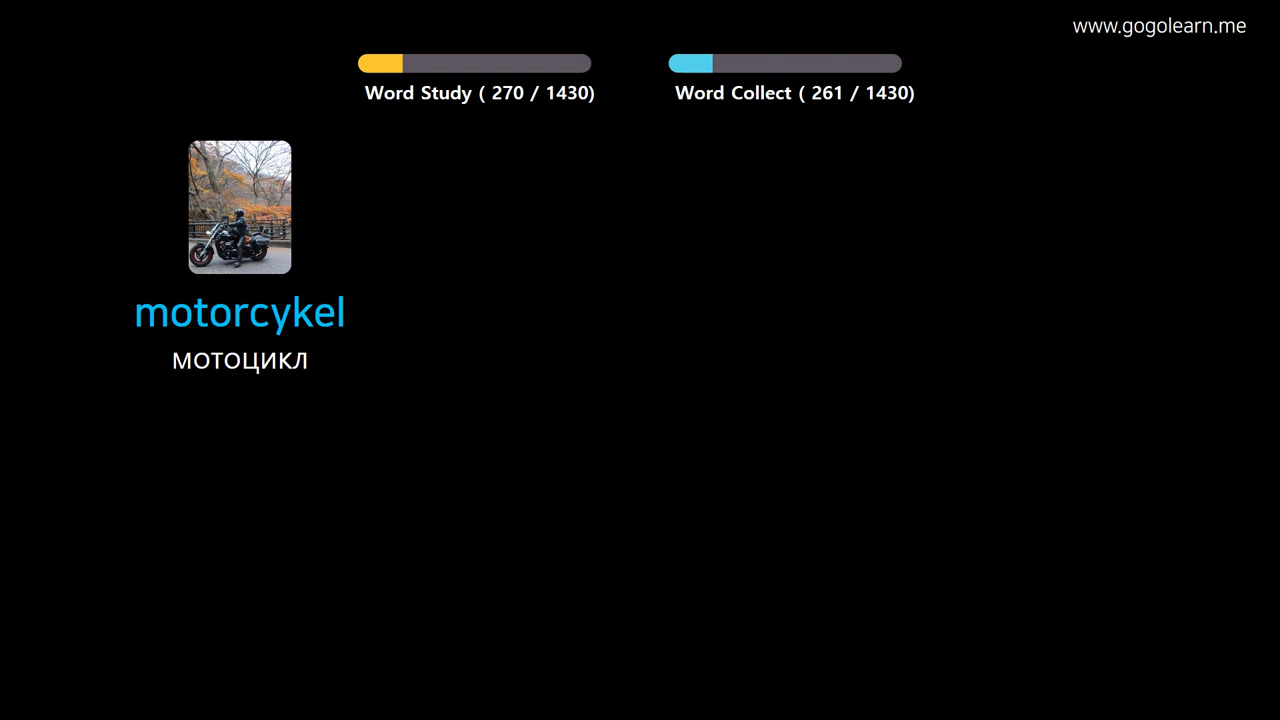 www.gogolearn.me
Word Study ( 270 / 1430)
Word Collect ( 261 / 1430)
motorcykel
мотоцикл